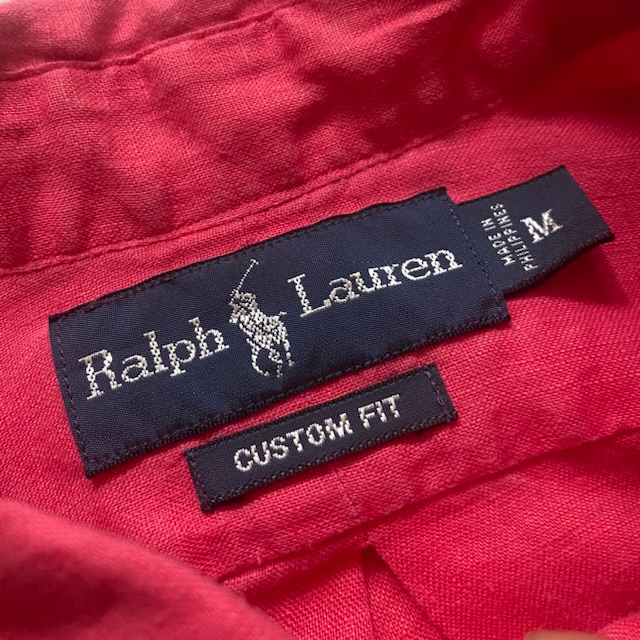 Ralph Lauren
MADE IN
PHILIPPINES
M
CUSTOM FIT